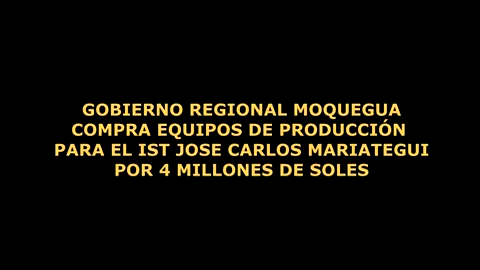 GOBIERNO REGIONAL MOQUEGUA
COMPRA EQUIPOS DE PRODUCCIÓN
PARA EL IST JOSE CARLOS MARIATEGUI
POR 4 MILLONES DE SOLES